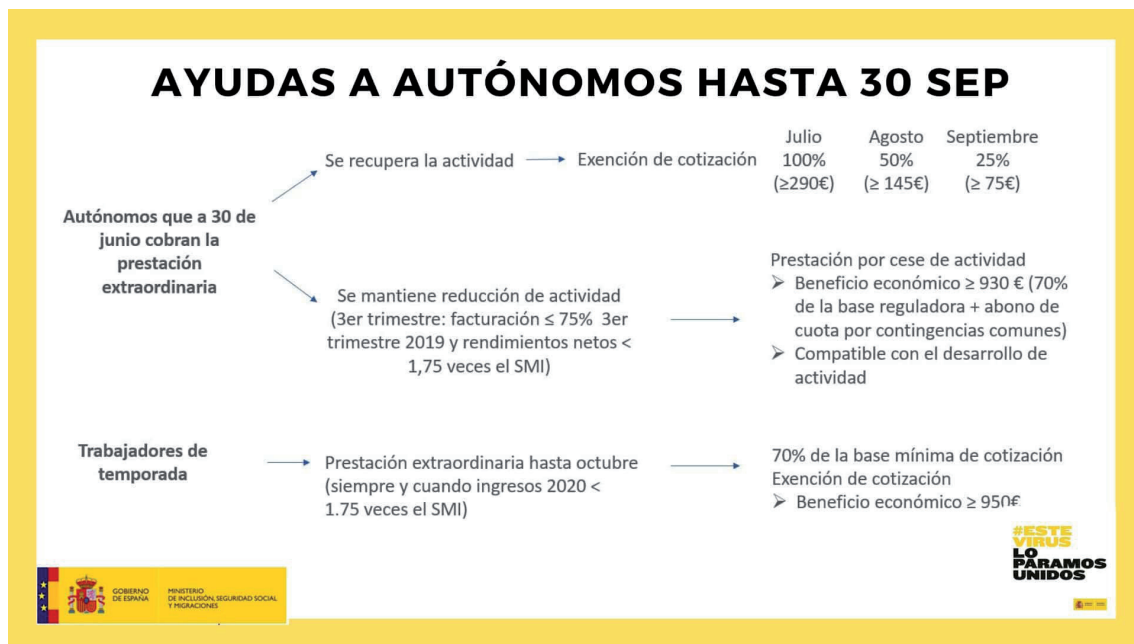 AYUDAS A AUTÓNOMOS HASTA 30 SEP
Autónomos que a 30 de
junio cobran la
prestación
extraordinaria
Se recupera la actividad
Exención de cotización
Julio Agosto Septiembre
100% 50% 25%
(≥290€) (≥ 145€) (≥ 75€)
Se mantiene reducción de actividad
(3er trimestre: facturación ≤ 75% 3er
trimestre 2019 y rendimientos netos <
1,75 veces el SMI)
Prestación por cese de actividad
Beneficio económico ≥ 930 € (70%
de la base reguladora + abono de
cuota por contingencias comunes)
Compatible con el desarrollo de
actividad
Trabajadores de
temporada
Prestación extraordinaria hasta octubre
(siempre y cuando ingresos 2020 <
1.75 veces el SMI)
70% de la base mínima de cotización
Exención de cotización
Beneficio económico ≥ 950€
#ESTE
VIRUS
LO
PARAMOS
UNIDOS
GOBIERNO
DE ESPAÑA
MINISTERIO
DE INCLUSIÓN, SEGURIDAD SOCIAL
Y MIGRACIONES